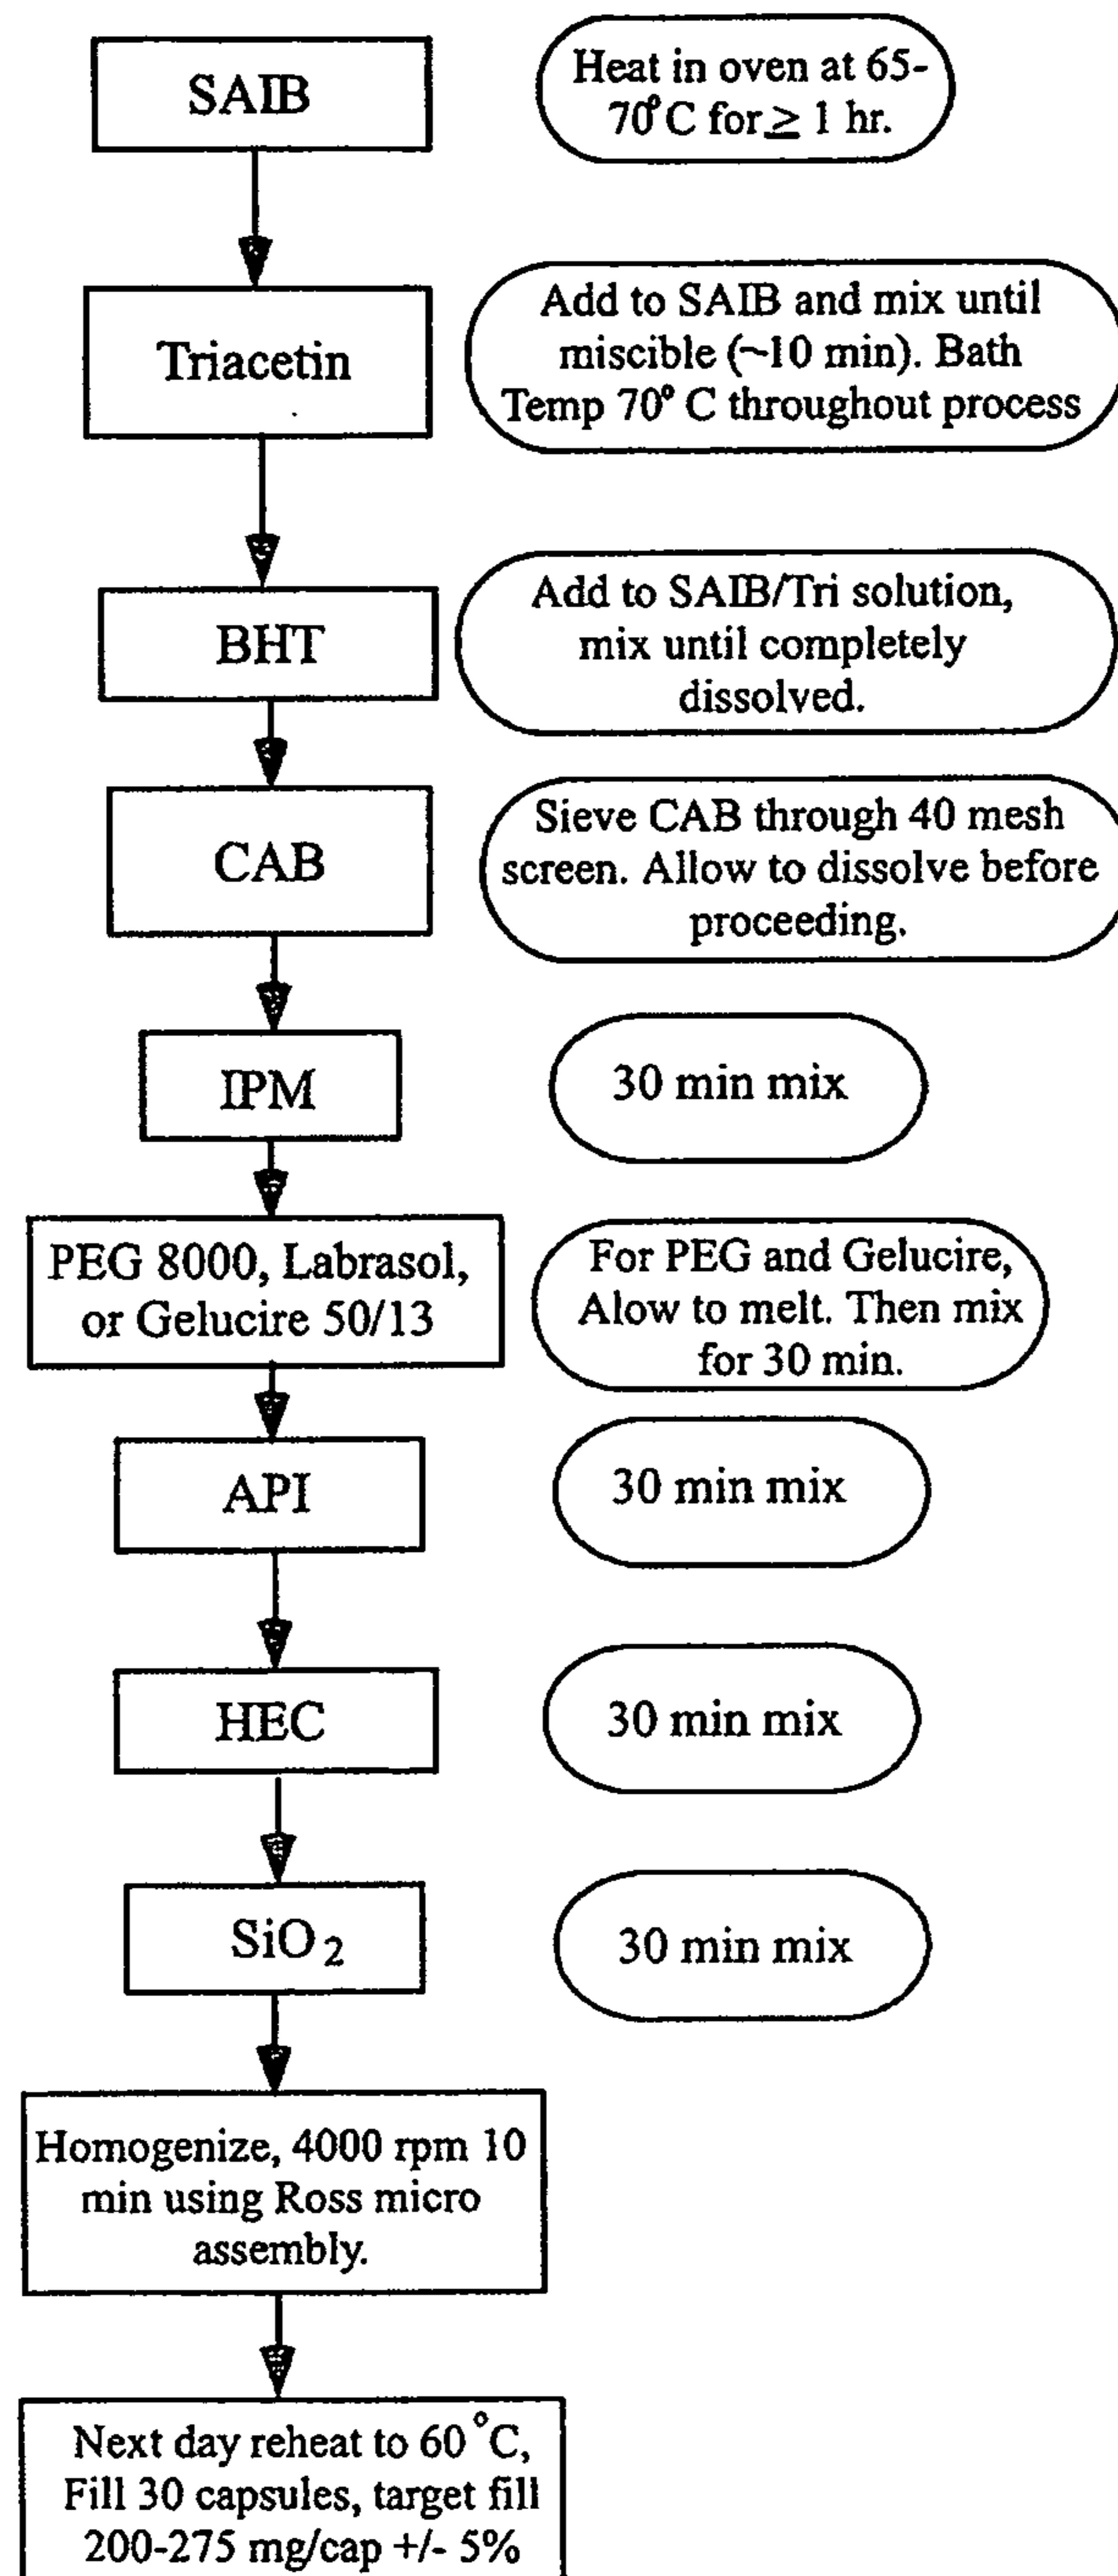 SAIB
Heat in oven at 65-
70°C for ≥ 1 hr.
Triacetin
Add to SAIB and mix until
miscible (~10 min). Bath
Temp 70° C throughout process
BHT
Add to SAIB/Tri solution,
mix until completely
dissolved.
CAB
Sieve CAB through 40 mesh
screen. Allow to dissolve before
proceeding.
IPM
30 min mix
PEG 8000, Labrasol,
or Gelucire 50/13
For PEG and Gelucire,
Alow to melt. Then mix
for 30 min.
API
30 min mix
HEC
30 min mix
SiO₂
30 min mix
Homogenize, 4000 rpm 10
min using Ross micro
assembly.
Next day reheat to 60 °C,
Fill 30 capsules, target fill
200-275 mg/cap +/- 5%